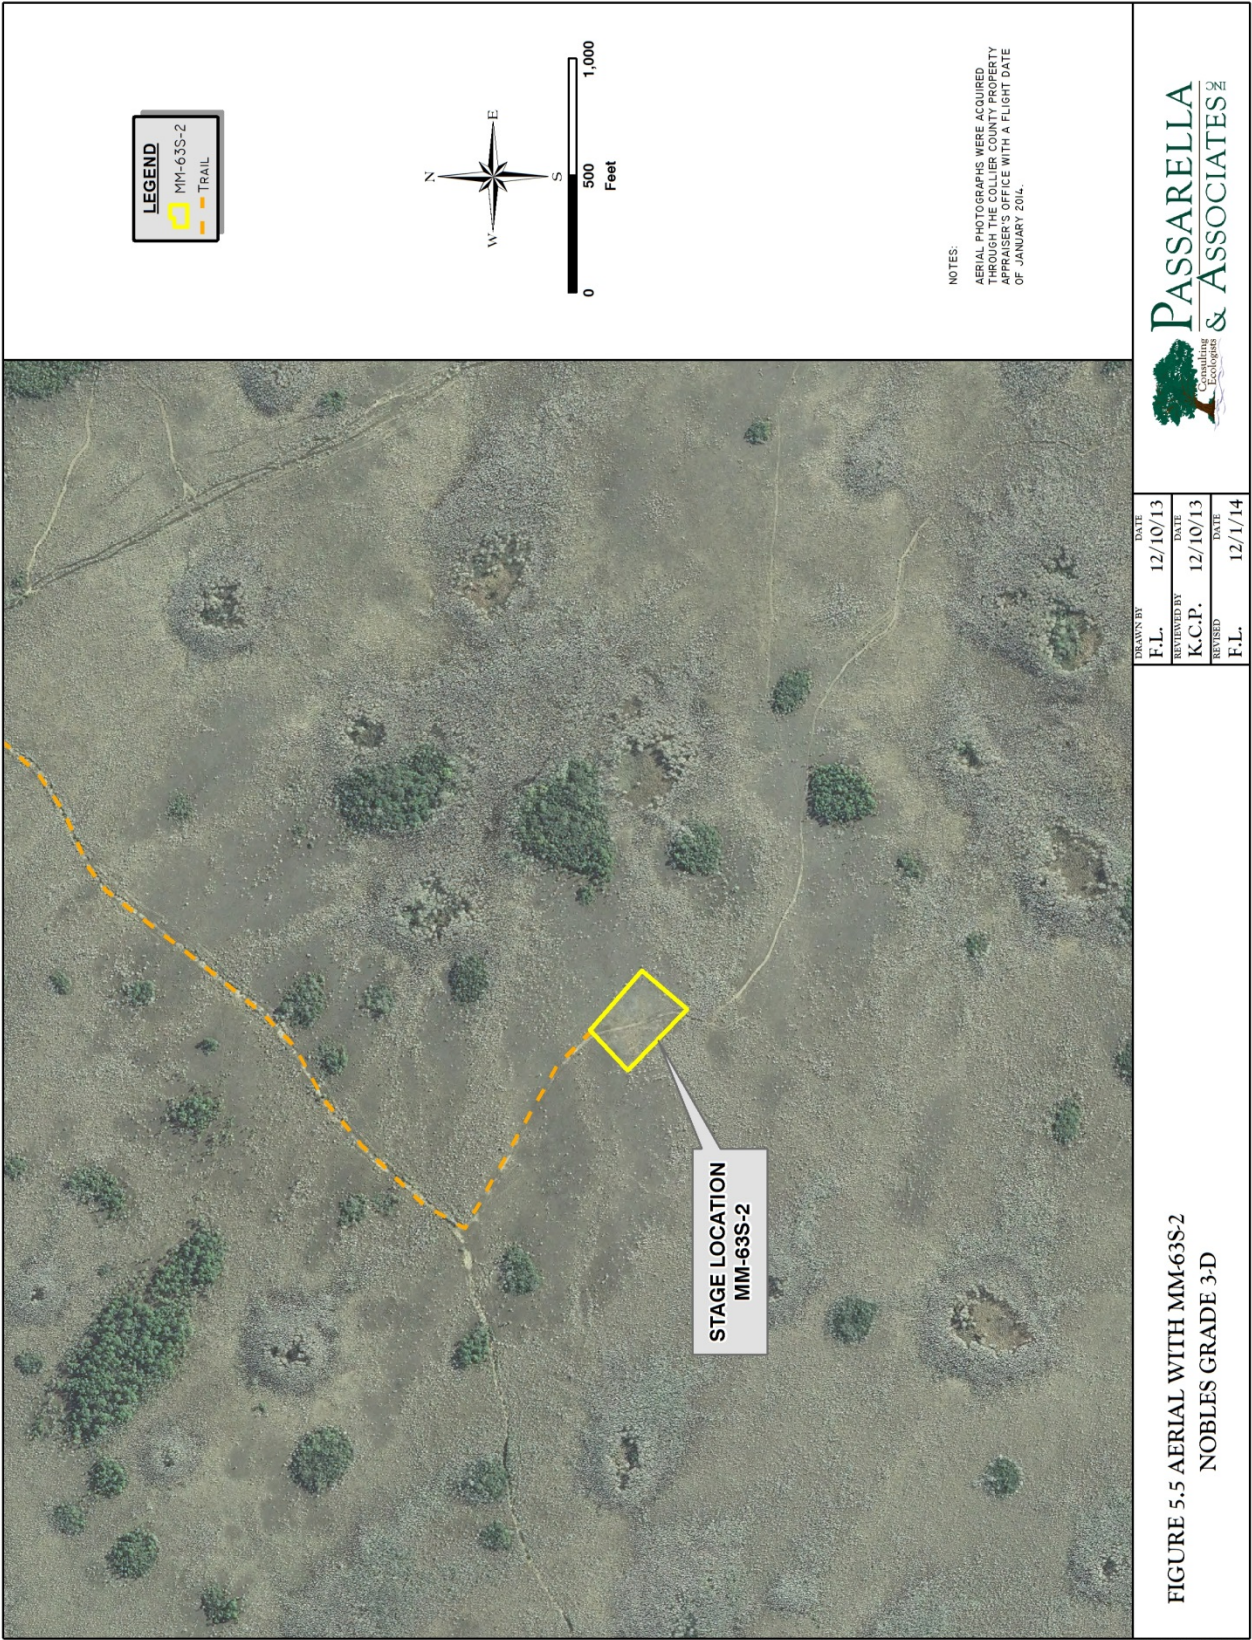 LEGEND
MM-63S-2
TRAIL
N
W E
S
0 500 1,000
Feet
NOTES:
AERIAL PHOTOGRAPHS WERE ACQUIRED
THROUGH THE COLLIER COUNTY PROPERTY
APPRAISER'S OFFICE WITH A FLIGHT DATE
OF JANUARY 2014.
STAGE LOCATION
MM-63S-2
FIGURE 5.5 AERIAL WITH MM-63S-2
NOBLES GRADE 3-D
DRAWN BY DATE
F.L. 12/10/13
REVIEWED BY DATE
K.C.P. 12/10/13
REVISED DATE
F.L. 12/1/14
Consulting
Ecologists
PASSARELLA
& ASSOCIATES INC